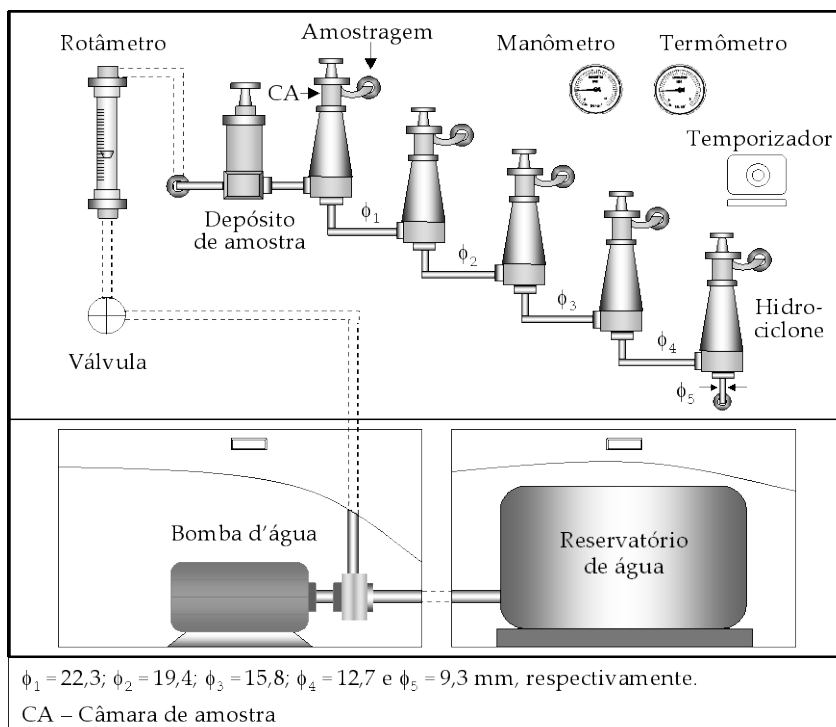 Rotâmetro
Amostragem
CA
Manômetro
Termômetro
Temporizador
Depósito
de amostra
ϕ1
ϕ2
ϕ3
ϕ4
ϕ5
Hidro-
ciclone
Válvula
Bomba d'água
Reservatório
de água
ϕ1 = 22,3; ϕ2 = 19,4; ϕ3 = 15,8; ϕ4 = 12,7 e ϕ5 = 9,3 mm, respectivamente.
CA – Câmara de amostra